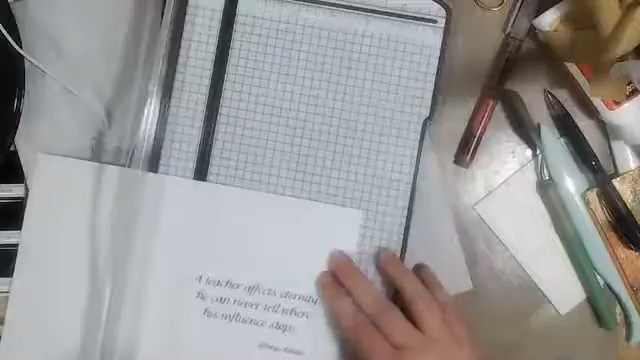 A teacher affects eternity
he can never tell where
his influence stops.